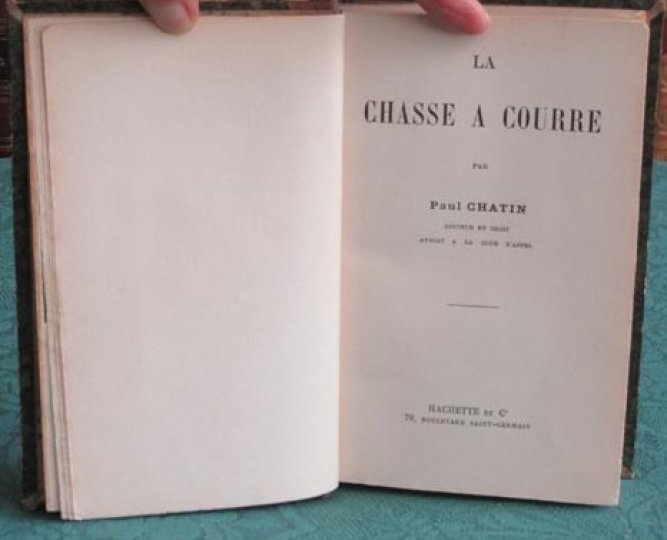 LA
CHASSE A COURRE
PAR
Paul CHATIN
DOCTEUR EN DROIT
AVOUÉ A LA COUR D'APPEL
HACHETTE ET Cie
79, BOULEVARD SAINT-GERMAIN